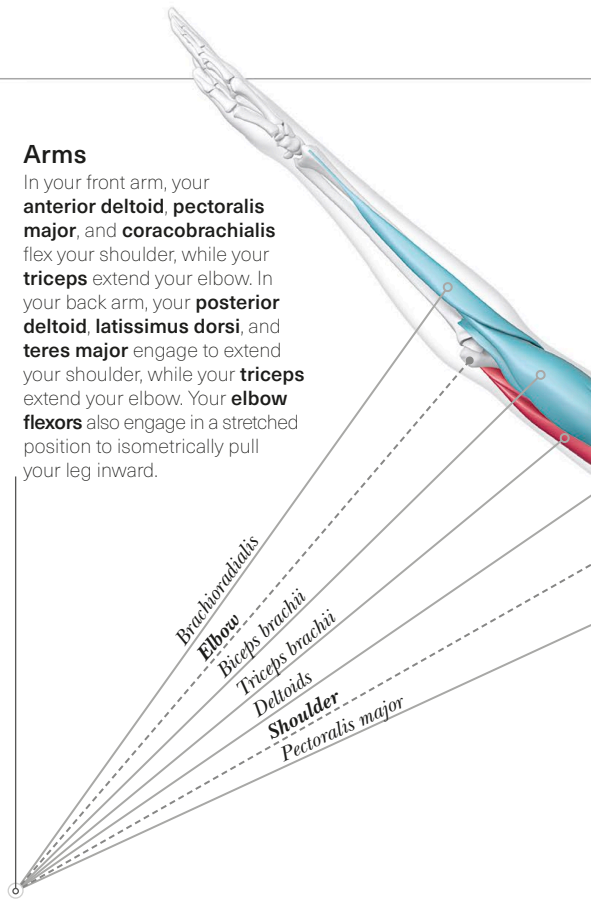 Arms
In your front arm, your
anterior deltoid, pectoralis
major, and coracobrachialis
flex your shoulder, while your
triceps extend your elbow. In
your back arm, your posterior
deltoid, latissimus dorsi, and
teres major engage to extend
your shoulder, while your triceps
extend your elbow. Your elbow
flexors also engage in a stretched
position to isometrically pull
your leg inward.
Brachioradialis
Elbow
Biceps brachii
Triceps brachii
Deltoids
Shoulder
Pectoralis major